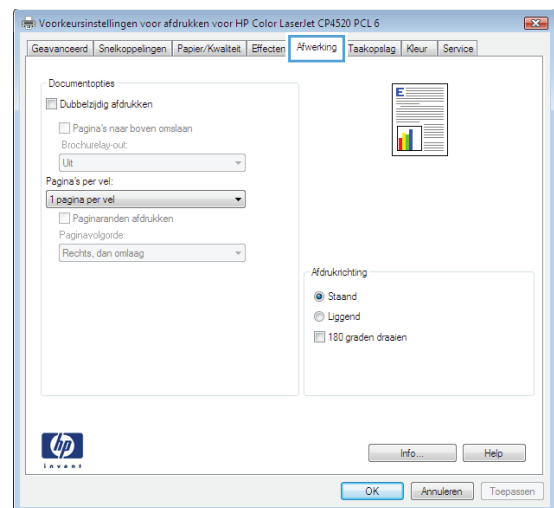 Voorkeursinstellingen voor afdrukken voor HP Color LaserJet CP4520 PCL 6
Geavanceerd Snelkoppelingen Papier/Kwaliteit Effecten Afwerking Taakopslag Kleur Service
Documentopties
Dubbelzijdig afdrukken
Pagina's naar boven omslaan
Brochurelay-out:
Uit
Pagina's per vel:
1 pagina per vel
Paginaranden afdrukken
Paginavolgorde:
Rechts, dan omlaag
E
Afdrukrichting
Staand
Liggend
180 graden draaien
hp
invent
Info... Help
OK Annuleren Toepassen